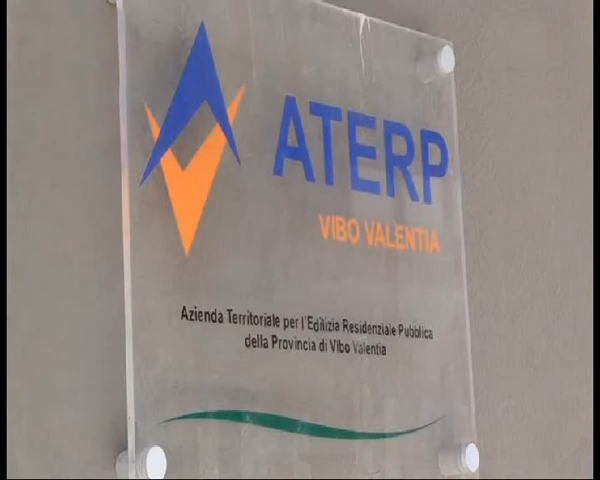 ATERP
VIBO VALENTIA
Azienda Territoriale per l'Edilizia Residenziale Pubblica
della Provincia di Vibo Valentia